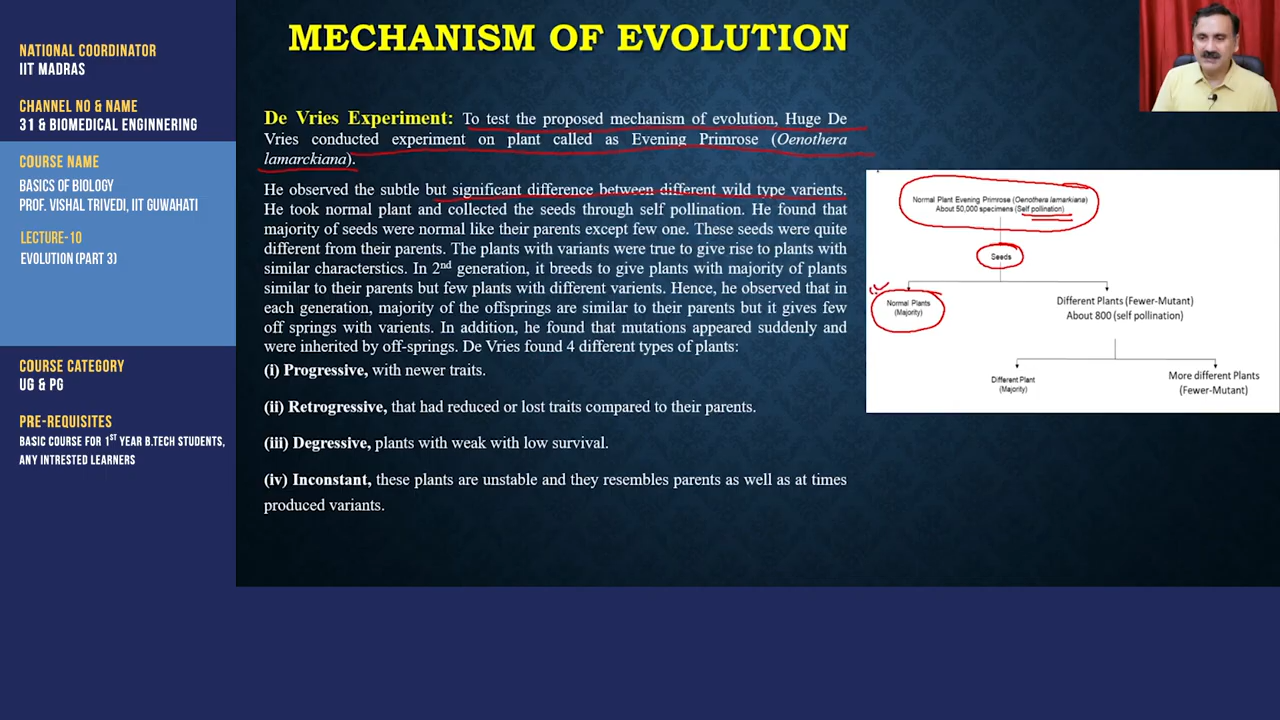 NATIONAL COORDINATOR
IIT MADRAS
CHANNEL NO & NAME
31 & BIOMEDICAL ENGINNERING
COURSE NAME
BASICS OF BIOLOGY
PROF. VISHAL TRIVEDI, IIT GUWAHATI
LECTURE-10
EVOLUTION (PART 3)
COURSE CATEGORY
UG & PG
PRE-REQUISITES
BASIC COURSE FOR 1ST YEAR B.TECH STUDENTS,
ANY INTRESTED LEARNERS
MECHANISM OF EVOLUTION
De Vries Experiment: To test the proposed mechanism of evolution, Huge De
Vries conducted experiment on plant called as Evening Primrose (Oenothera
lamarckiana).
He observed the subtle but significant difference between different wild type varients.
He took normal plant and collected the seeds through self pollination. He found that
majority of seeds were normal like their parents except few one. These seeds were quite
different from their parents. The plants with variants were true to give rise to plants with
similar characterstics. In 2nd generation, it breeds to give plants with majority of plants
similar to their parents but few plants with different varients. Hence, he observed that in
each generation, majority of the offsprings are similar to their parents but it gives few
off springs with varients. In addition, he found that mutations appeared suddenly and
were inherited by off-springs. De Vries found 4 different types of plants:
(i) Progressive, with newer traits.
(ii) Retrogressive, that had reduced or lost traits compared to their parents.
(iii) Degressive, plants with weak with low survival.
(iv) Inconstant, these plants are unstable and they resembles parents as well as at times
produced variants.
Normal Plant Evening Primrose (Oenothera lamarkiana)
About 50,000 specimens (Self pollination)
Seeds
Normal Plants
(Majority)
Different Plants (Fewer-Mutant)
About 800 (self pollination)
Different Plant
(Majority)
More different Plants
(Fewer-Mutant)